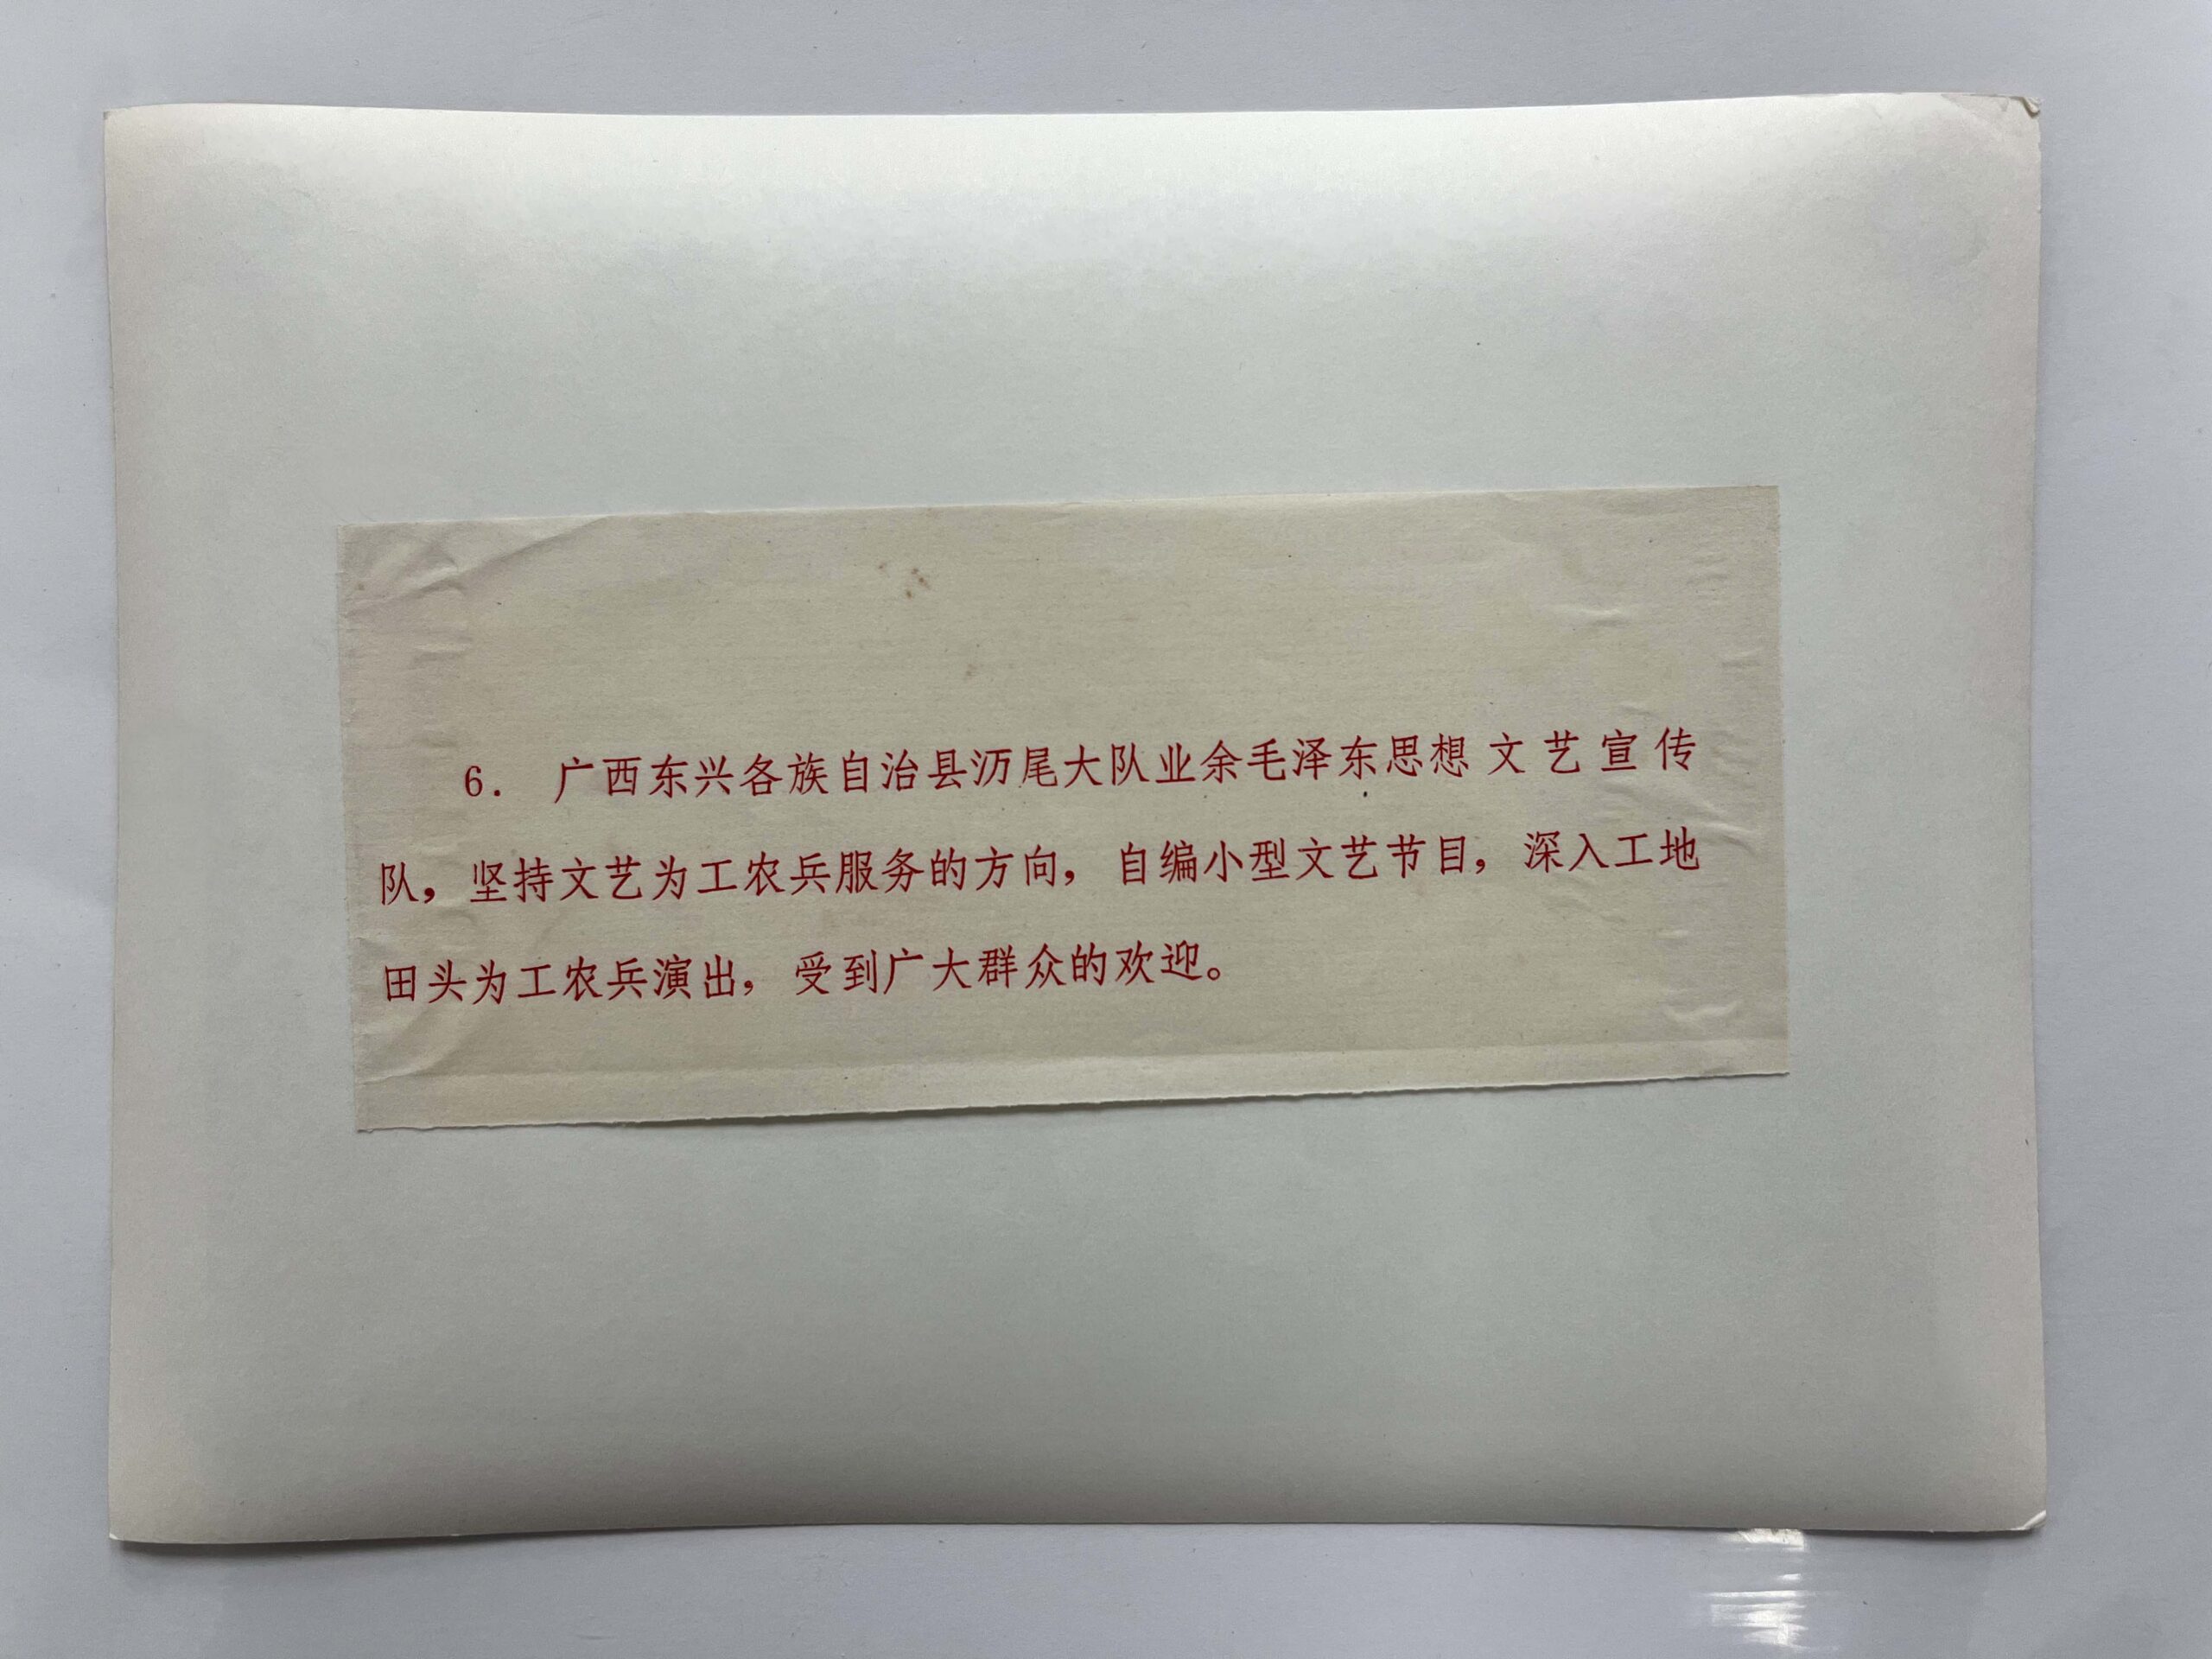 6. 广西东兴各族自治县沥尾大队业余毛泽东思想文艺宣传
队，坚持文艺为工农兵服务的方向，自编小型文艺节目，深入工地
田头为工农兵演出，受到广大群众的欢迎。